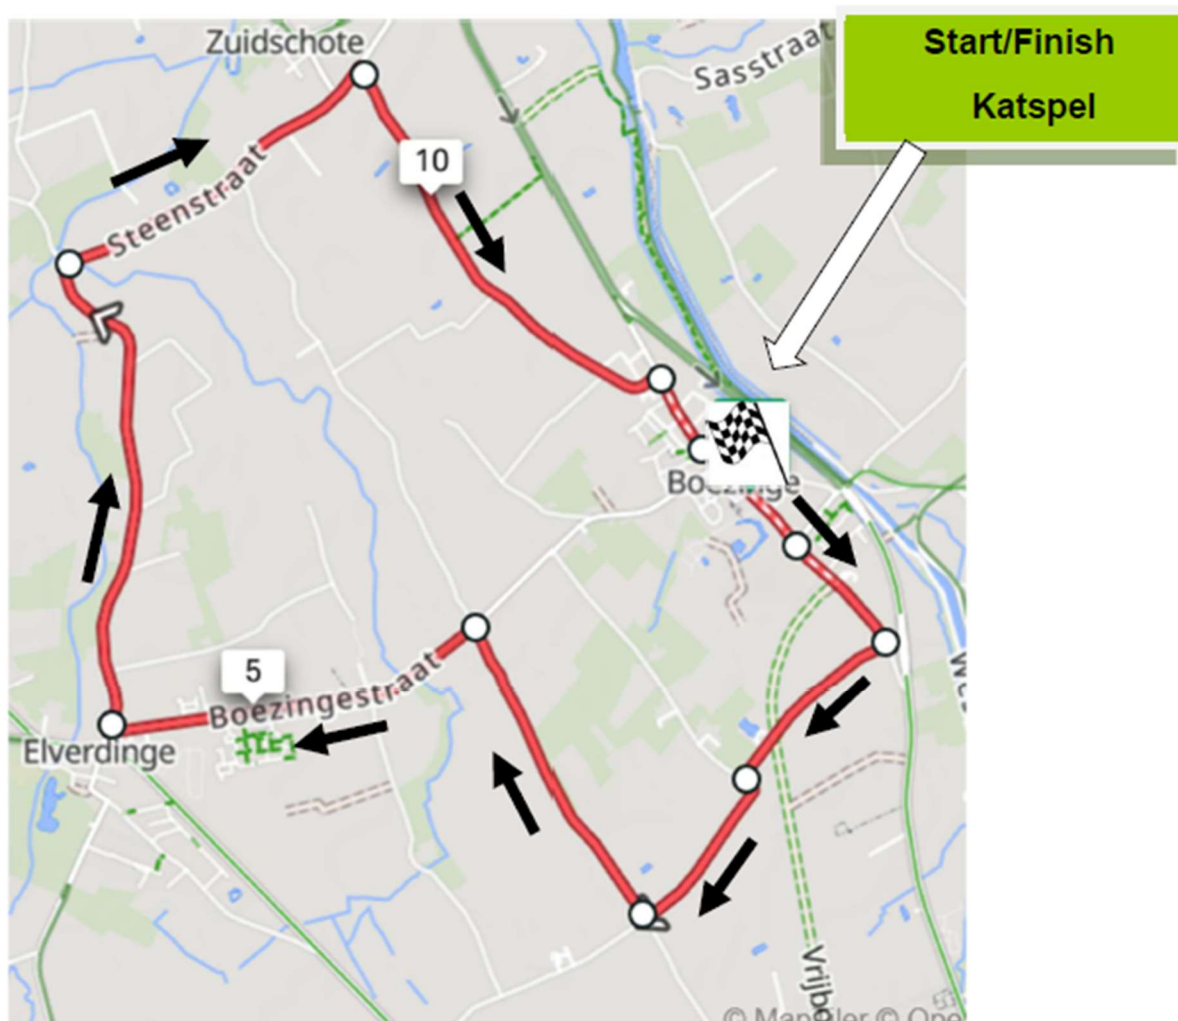 Zuidschote
Sasstraat
Start/Finish
Katspel
10
Steenstraat
Boezinge
5
Boezingestraat
Elverdinge